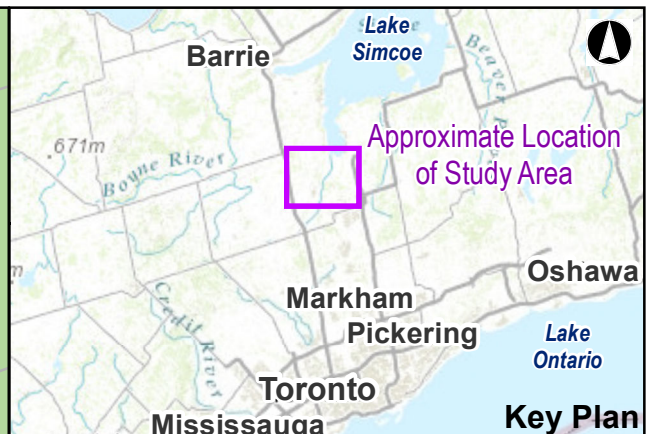 Lake
Simcoe
Barrie
Beaver
671m
Boyne River
Approximate Location
of Study Area
m
Credit River
Oshawa
Markham
Pickering
Lake
Ontario
Toronto
Mississauga
Key Plan